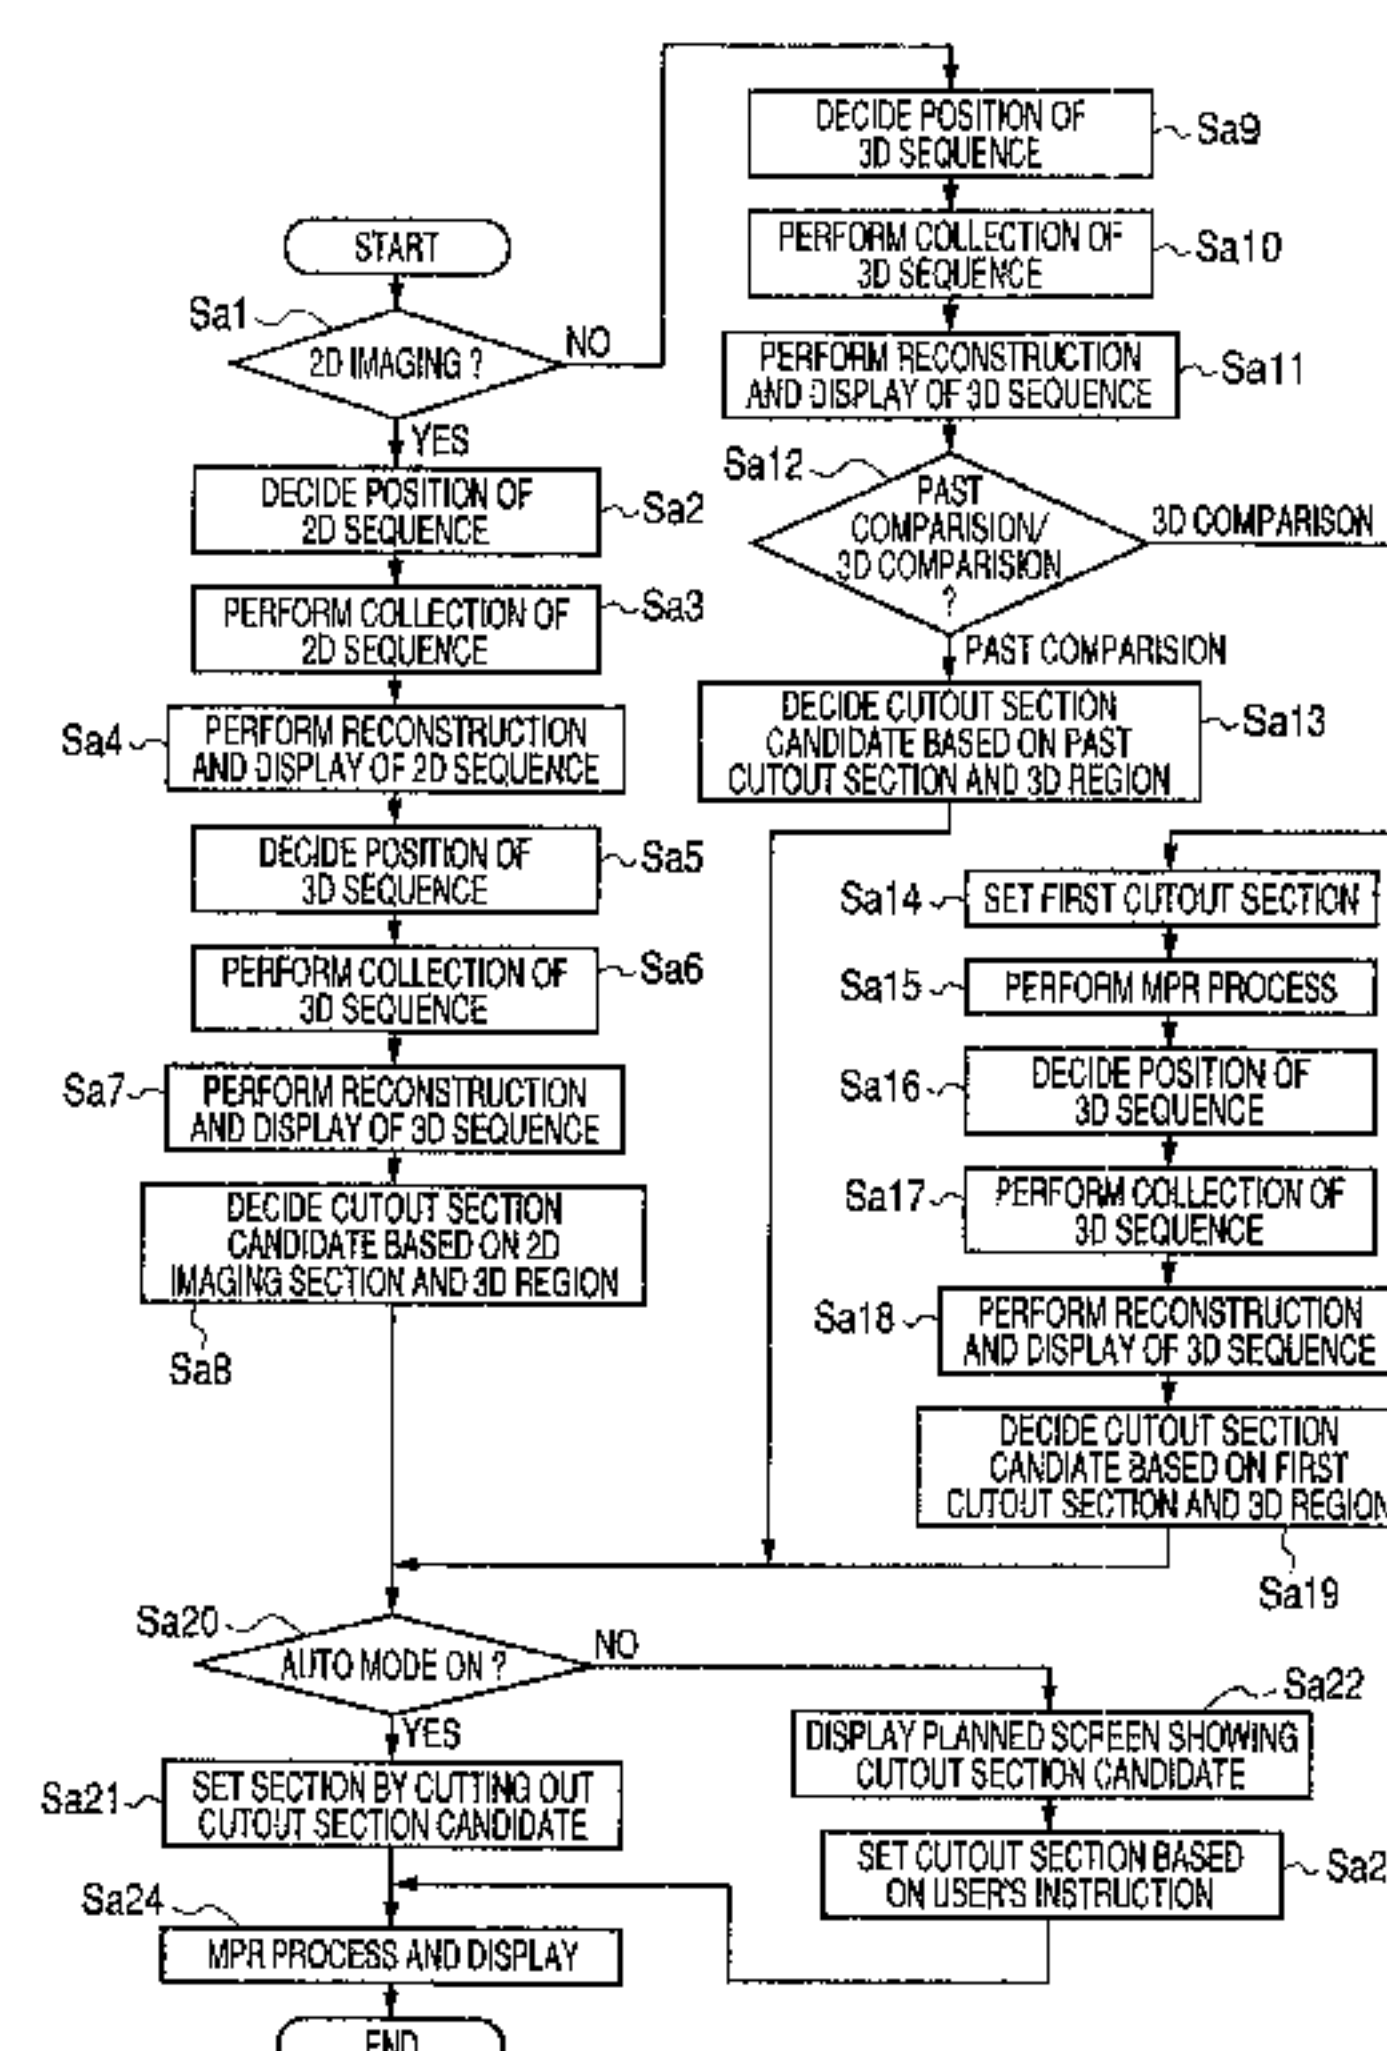 START
Sa1
2D IMAGING ?
NO
YES
DECIDE POSITION OF
2D SEQUENCE
Sa2
PERFORM COLLECTION OF
2D SEQUENCE
Sa3
Sa4
PERFORM RECONSTRUCTION
AND DISPLAY OF 2D SEQUENCE
DECIDE POSITION OF
3D SEQUENCE
Sa5
PERFORM COLLECTION OF
3D SEQUENCE
Sa6
Sa7
PERFORM RECONSTRUCTION
AND DISPLAY OF 3D SEQUENCE
DECIDE CUTOUT SECTION
CANDIDATE BASED ON 2D
IMAGING SECTION AND 3D REGION
Sa8
DECIDE POSITION OF
3D SEQUENCE
Sa9
PERFORM COLLECTION OF
3D SEQUENCE
Sa10
PERFORM RECONSTRUCTION
AND DISPLAY OF 3D SEQUENCE
Sa11
Sa12
PAST
COMPARISION/
3D COMPARISION
?
3D COMPARISON
PAST COMPARISION
DECIDE CUTOUT SECTION
CANDIDATE BASED ON PAST
CUTOUT SECTION AND 3D REGION
Sa13
Sa14
SET FIRST CUTOUT SECTION
Sa15
PERFORM MPR PROCESS
Sa16
DECIDE POSITION OF
3D SEQUENCE
Sa17
PERFORM COLLECTION OF
3D SEQUENCE
Sa18
PERFORM RECONSTRUCTION
AND DISPLAY OF 3D SEQUENCE
DECIDE CUTOUT SECTION
CANDIATE BASED ON FIRST
CUTOUT SECTION AND 3D REGION
Sa19
Sa20
AUTO MODE ON ?
NO
YES
Sa21
SET SECTION BY CUTTING OUT
CUTOUT SECTION CANDIDATE
Sa22
DISPLAY PLANNED SCREEN SHOWING
CUTOUT SECTION CANDIDATE
SET CUTOUT SECTION BASED
ON USER'S INSTRUCTION
Sa2
Sa24
MPR PROCESS AND DISPLAY
END